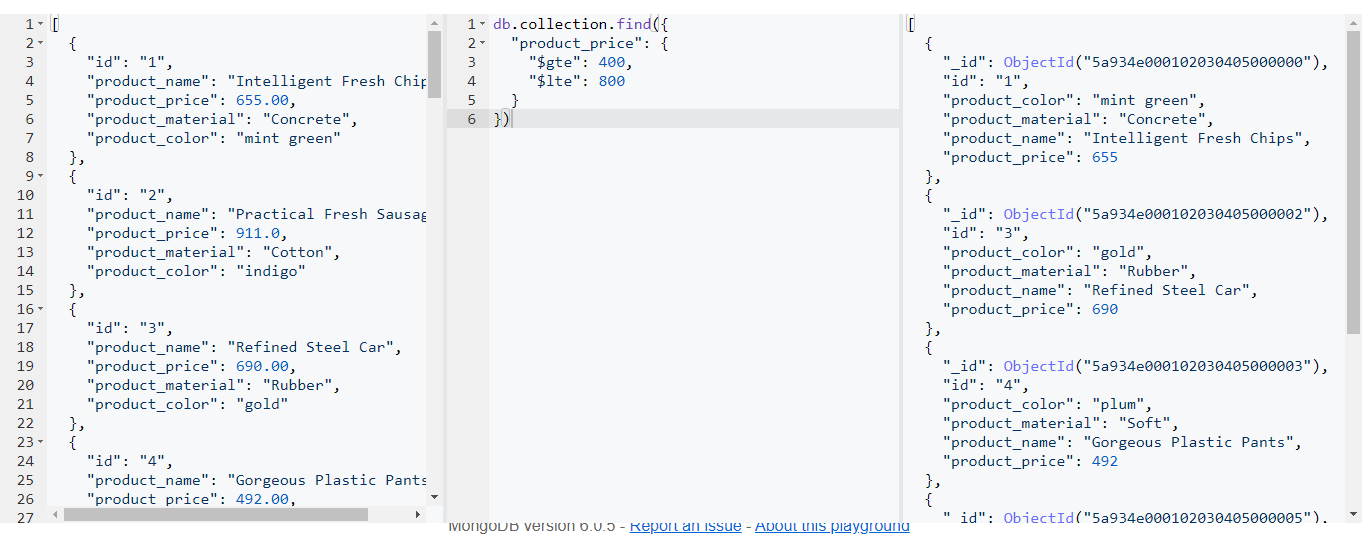 1 [
2 {
3 "id": "1",
4 "product_name": "Intelligent Fresh Chip
5 "product_price": 655.00,
6 "product_material": "Concrete",
7 "product_color": "mint green"
8 },
9 {
10 "id": "2",
11 "product_name": "Practical Fresh Sausag
12 "product_price": 911.0,
13 "product_material": "Cotton",
14 "product_color": "indigo"
15 },
16 {
17 "id": "3",
18 "product_name": "Refined Steel Car",
19 "product_price": 690.00,
20 "product_material": "Rubber",
21 "product_color": "gold"
22 },
23 {
24 "id": "4",
25 "product_name": "Gorgeous Plastic Pants
26 "product_price": 492.00,
27
1 db.collection.find({
2 "product_price": {
3 "$gte": 400,
4 "$lte": 800
5 }
6 })
[
{
"_id": ObjectId("5a934e000102030405000000"),
"id": "1",
"product_color": "mint green",
"product_material": "Concrete",
"product_name": "Intelligent Fresh Chips",
"product_price": 655
},
{
"_id": ObjectId("5a934e000102030405000002"),
"id": "3",
"product_color": "gold",
"product_material": "Rubber",
"product_name": "Refined Steel Car",
"product_price": 690
},
{
"_id": ObjectId("5a934e000102030405000003"),
"id": "4",
"product_color": "plum",
"product_material": "Soft",
"product_name": "Gorgeous Plastic Pants",
"product_price": 492
},
{
"_id": ObjectId("5a934e000102030405000005"),
MongoDB version 6.0.5 - Report an issue - About this playground